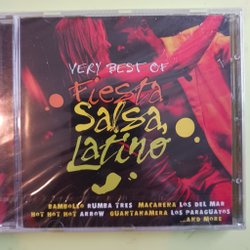 VERY BEST OF
Fiesta
Salsa,
Latino
BAMBOLEO RUMBA TRES MACARENA LOS DEL MAR
HOT HOT HOT ARROW GUANTANAMERA LOS PARAGUAYOS
...AND MORE